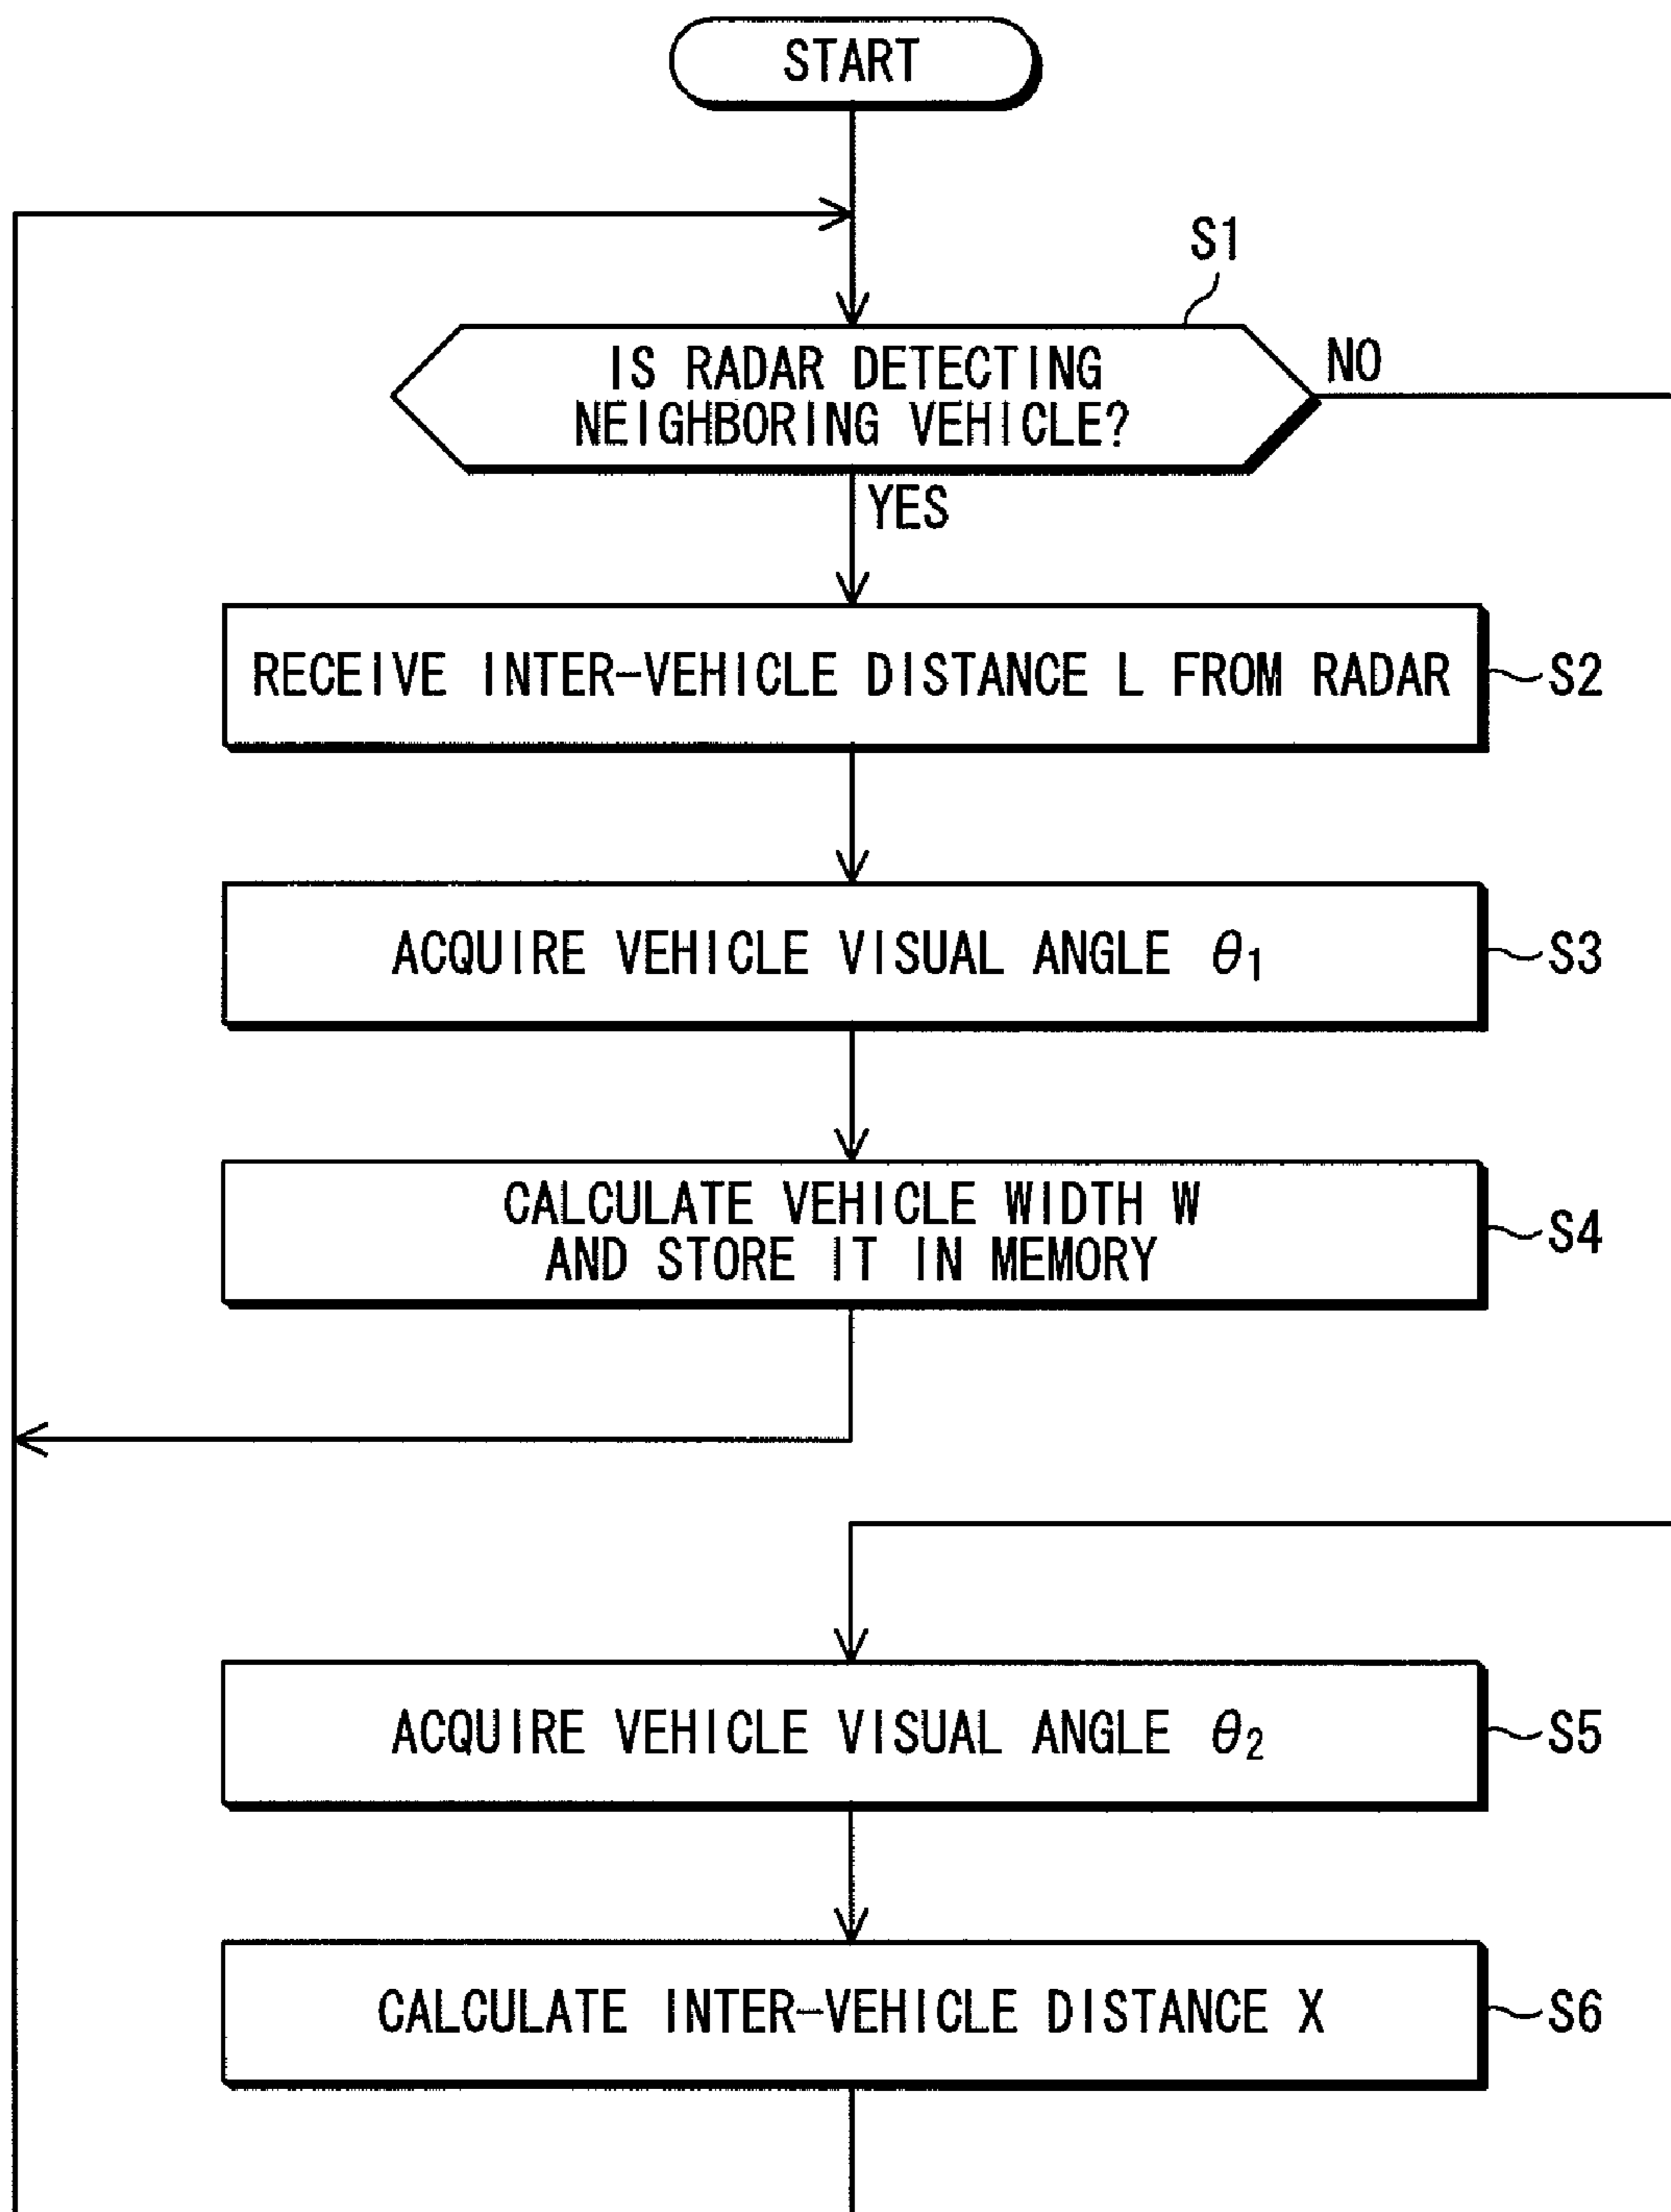 START
S1
IS RADAR DETECTING
NEIGHBORING VEHICLE?
NO
YES
RECEIVE INTER-VEHICLE DISTANCE L FROM RADAR
S2
ACQUIRE VEHICLE VISUAL ANGLE θ₁
S3
CALCULATE VEHICLE WIDTH W
AND STORE IT IN MEMORY
S4
ACQUIRE VEHICLE VISUAL ANGLE θ₂
S5
CALCULATE INTER-VEHICLE DISTANCE X
S6